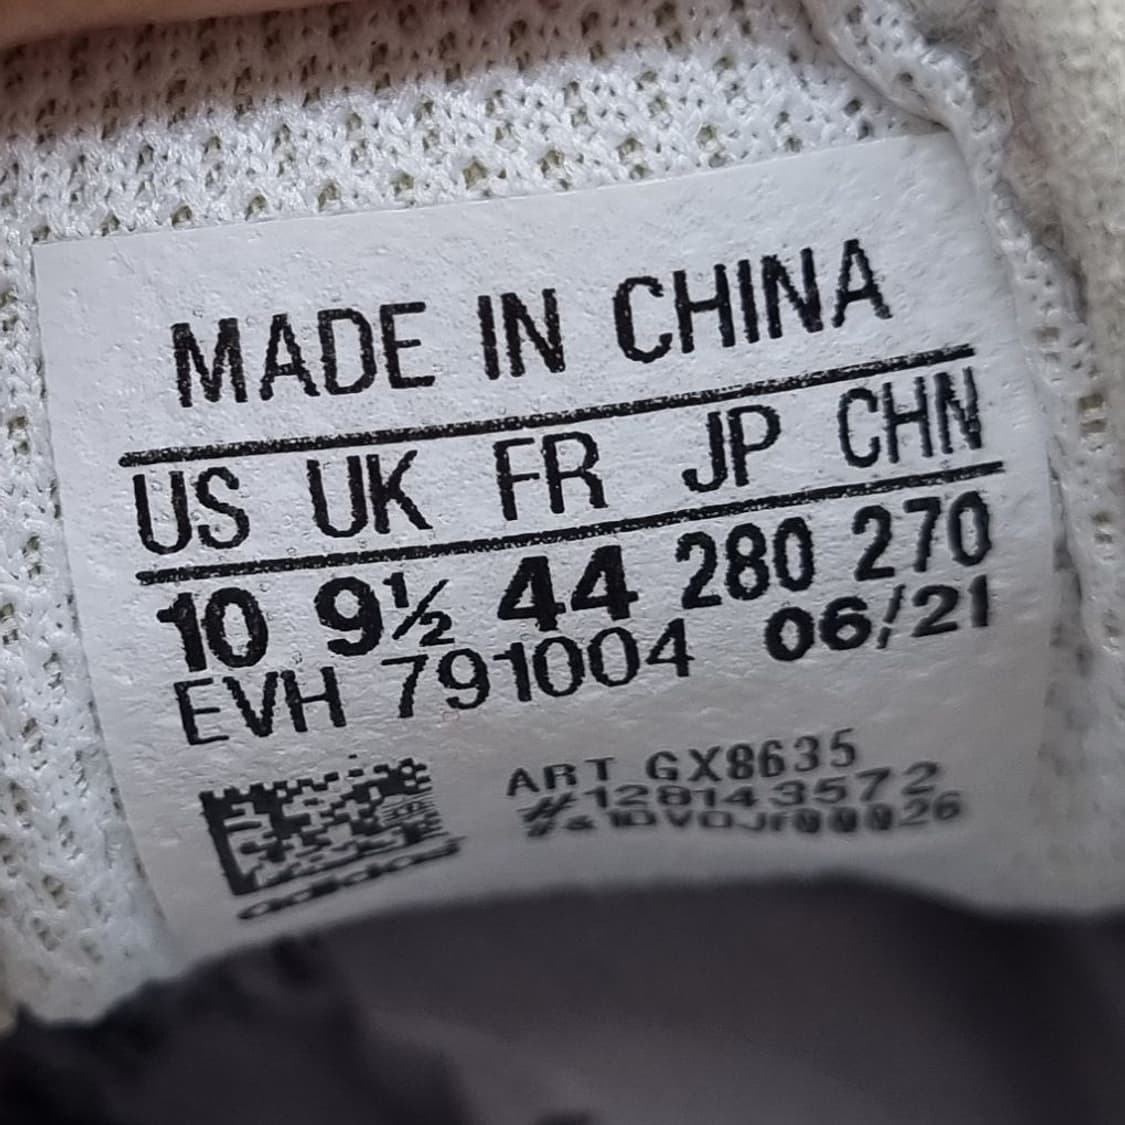 MADE IN CHINA
US UK FR JP CHN
10 9½ 44 280 270
EVH 791004 06/21
ART GX8635
#128143572
adidas